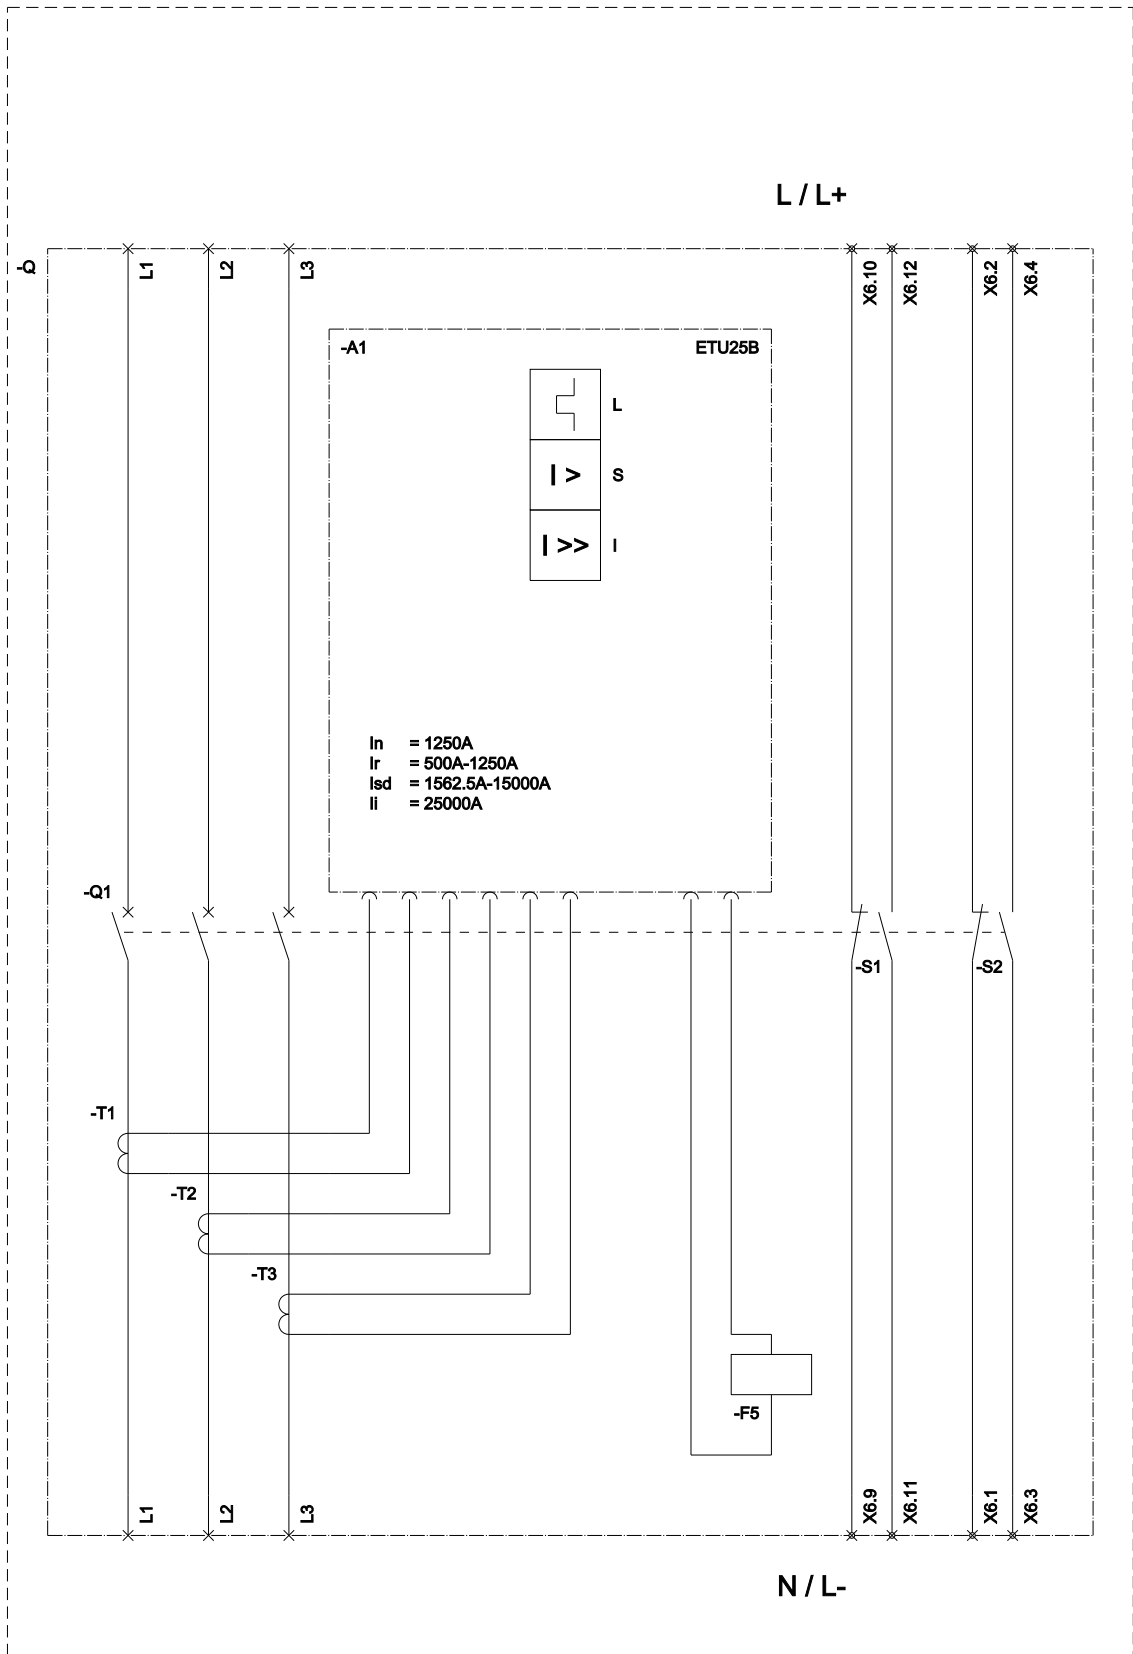 L / L+
-Q
L1
L2
L3
X6.10
X6.12
X6.2
X6.4
-A1
ETU25B
L
I >
S
I >>
I
In = 1250A
Ir = 500A-1250A
Isd = 1562.5A-15000A
Ii = 25000A
-Q1
-S1
-S2
-T1
-T2
-T3
-F5
L1
L2
L3
X6.9
X6.11
X6.1
X6.3
N / L-